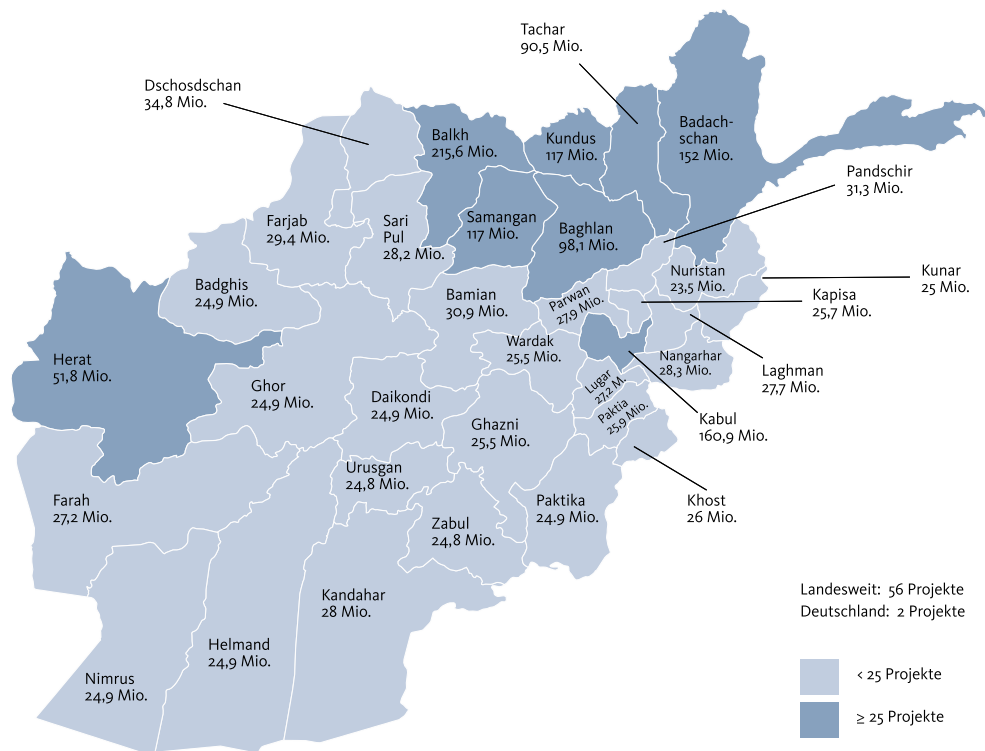 Tachar
90,5 Mio.
Dschosdschan
34,8 Mio.
Balkh
215,6 Mio.
Kundus
117 Mio.
Badach-
schan
152 Mio.
Pandschir
31,3 Mio.
Farjab
29,4 Mio.
Sari
Pul
28,2 Mio.
Samangan
117 Mio.
Baghlan
98,1 Mio.
Nuristan
23,5 Mio.
Kunar
25 Mio.
Badghis
24,9 Mio.
Bamian
30,9 Mio.
Parwan
27,9 Mio.
Kapisa
25,7 Mio.
Herat
51,8 Mio.
Wardak
25,5 Mio.
Nangarhar
28,3 Mio.
Laghman
27,7 Mio.
Ghor
24,9 Mio.
Daikondi
24,9 Mio.
Lugar
27,2 M.
Paktia
25,9 Mio.
Kabul
160,9 Mio.
Ghazni
25,5 Mio.
Urusgan
24,8 Mio.
Khost
26 Mio.
Farah
27,2 Mio.
Paktika
24.9 Mio.
Zabul
24,8 Mio.
Kandahar
28 Mio.
Helmand
24,9 Mio.
Nimrus
24,9 Mio.
Landesweit: 56 Projekte
Deutschland: 2 Projekte
< 25 Projekte
≥ 25 Projekte